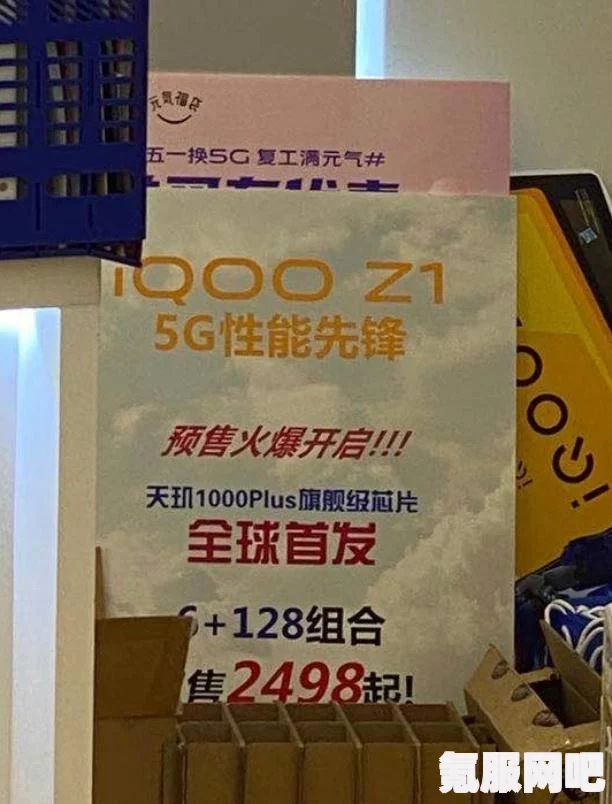 元气福袋
五一换5G 复工满元气#
iQOO Z1
5G性能先锋
预售火爆开启!!!
天玑1000Plus旗舰级芯片
全球首发
6+128组合
售2498起!
iQOO!
氪服网吧